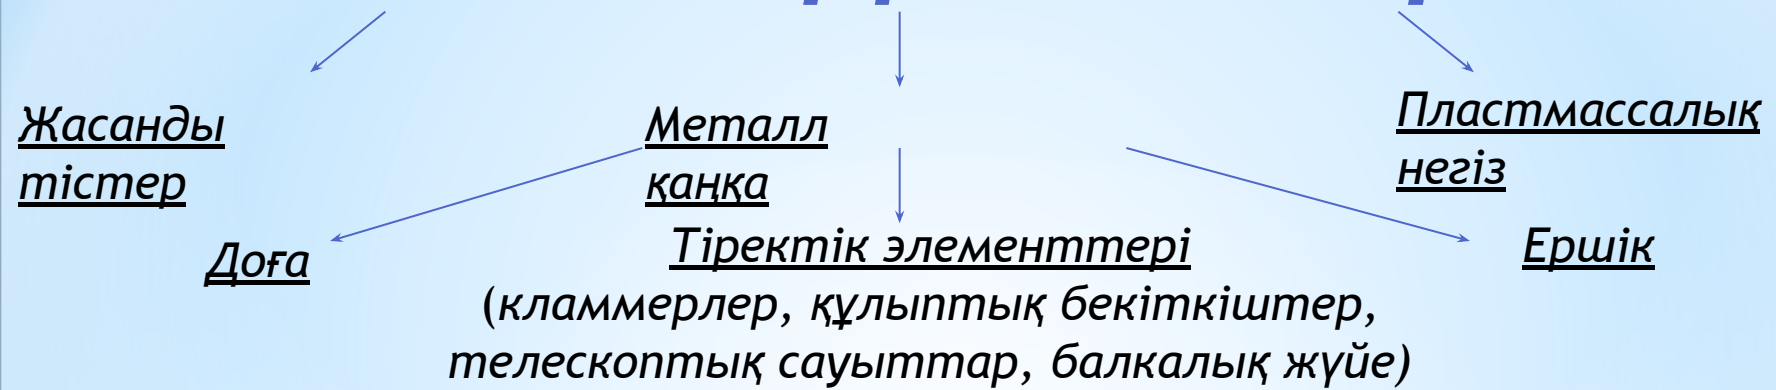 Жасанды
тістер
Металл
қаңқа
Пластмассалық
негіз
Доға
Тіректік элементтері
Ершік
(кламмерлер, құлыптық бекіткіштер,
телескоптық сауыттар, балкалық жүйе)